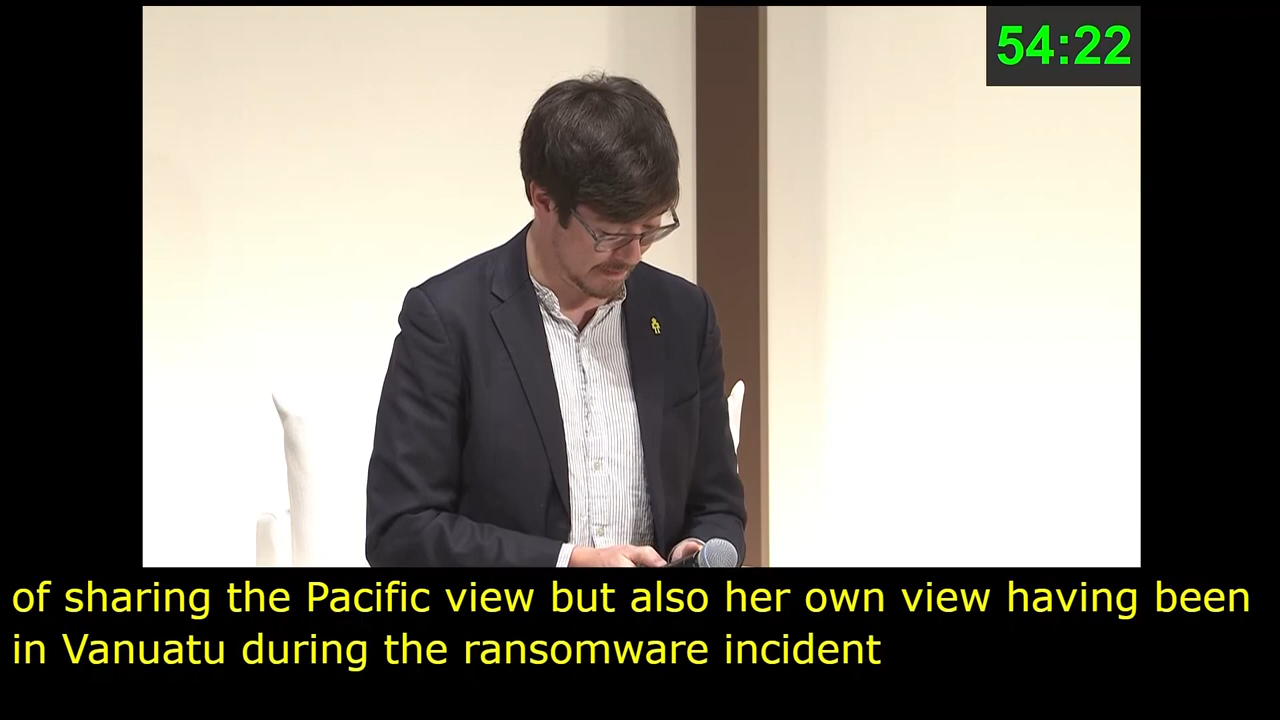 54:22
of sharing the Pacific view but also her own view having been
in Vanuatu during the ransomware incident